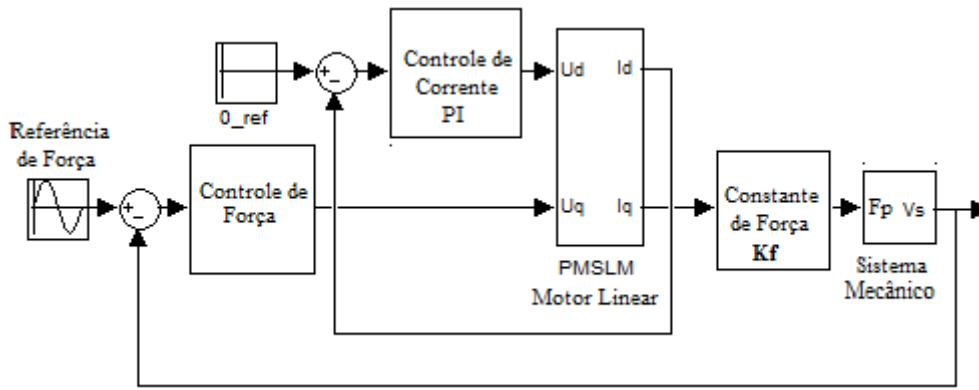 Controle de
Corrente
PI
Ud
Id
0_ref
Referência
de Força
Controle de
Força
Uq
Iq
Constante
de Força
Kf
Fp
Vs
PMSLM
Motor Linear
Sistema
Mecânico